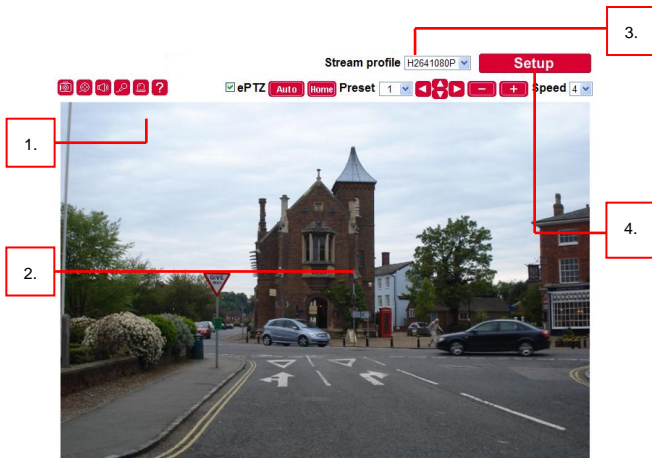 3.
Stream profile H2641080P Setup
? ePTZ Auto Home Preset 1 − + Speed 4
1.
4.
2.
GIVE WAY